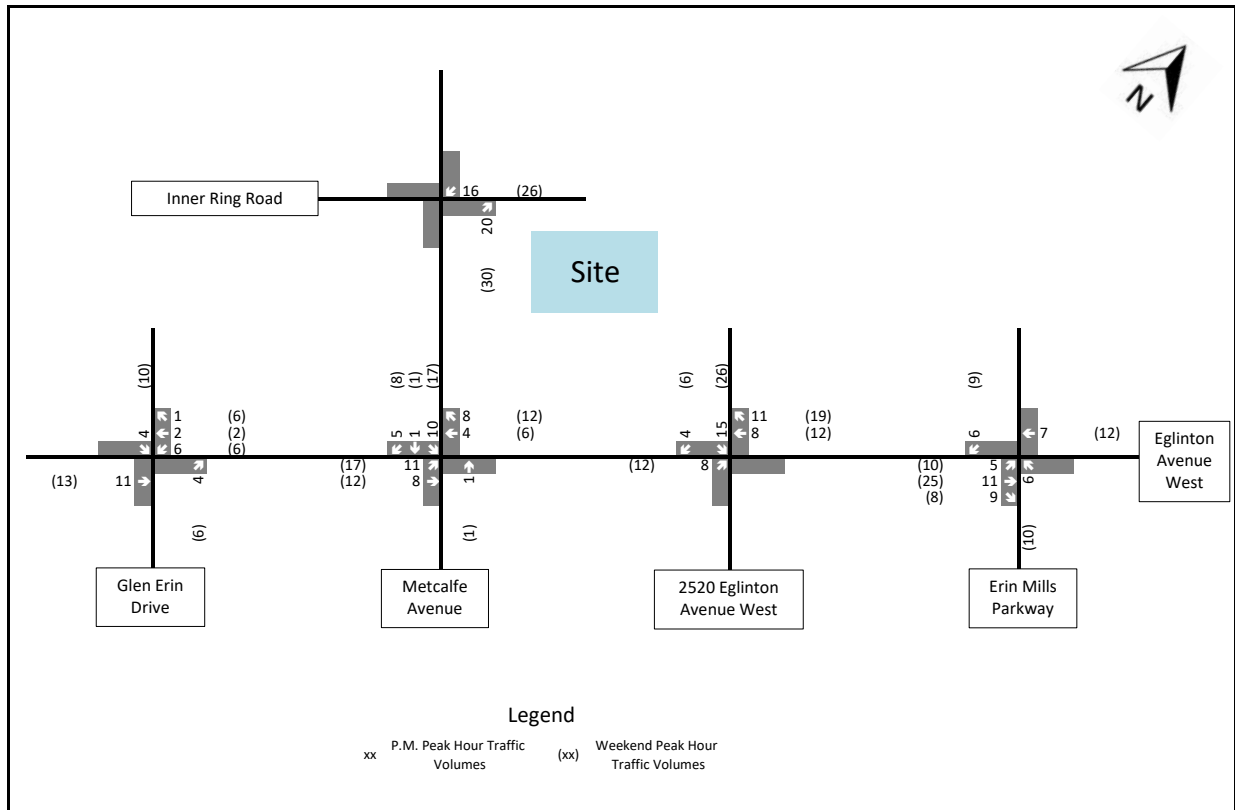 N
16 (26)
Inner Ring Road
20
(30)
Site
(10)
(8)
(1)
(17)
(6)
(26)
(9)
4
1 (6)
2 (2)
6 (6)
5
1
10
8 (12)
4 (6)
4
15
11 (19)
8 (12)
6
7 (12)
(13) 11
4
(17) 11
(12) 8
1
(12) 8
(10) 5
(25) 11
(8) 9
6
Eglinton
Avenue
West
(6)
(1)
(10)
Glen Erin
Drive
Metcalfe
Avenue
2520 Eglinton
Avenue West
Erin Mills
Parkway
Legend
xx P.M. Peak Hour Traffic
Volumes
(xx) Weekend Peak Hour
Traffic Volumes